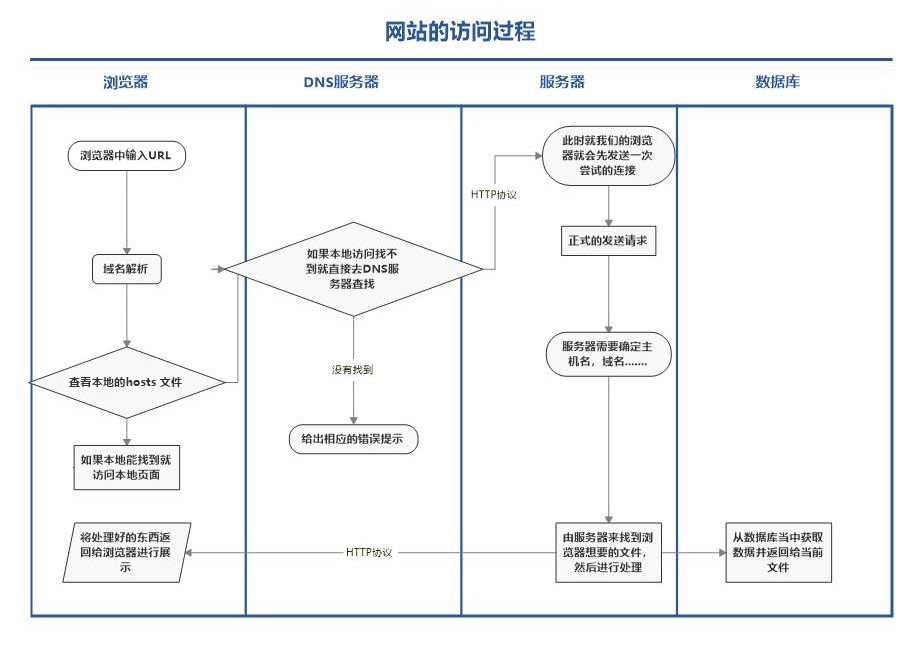 网站的访问过程
浏览器
DNS服务器
服务器
数据库
浏览器中输入URL
域名解析
查看本地的hosts 文件
如果本地能找到就
访问本地页面
将处理好的东西返
回给浏览器进行展
示
如果本地访问找不
到就直接去DNS服
务器查找
没有找到
给出相应的错误提示
HTTP协议
此时就我们的浏览
器就会先发送一次
尝试的连接
正式的发送请求
服务器需要确定主
机名，域名.......
由服务器来找到浏
览器想要的文件，
然后进行处理
HTTP协议
从数据库当中获取
数据并返回给当前
文件